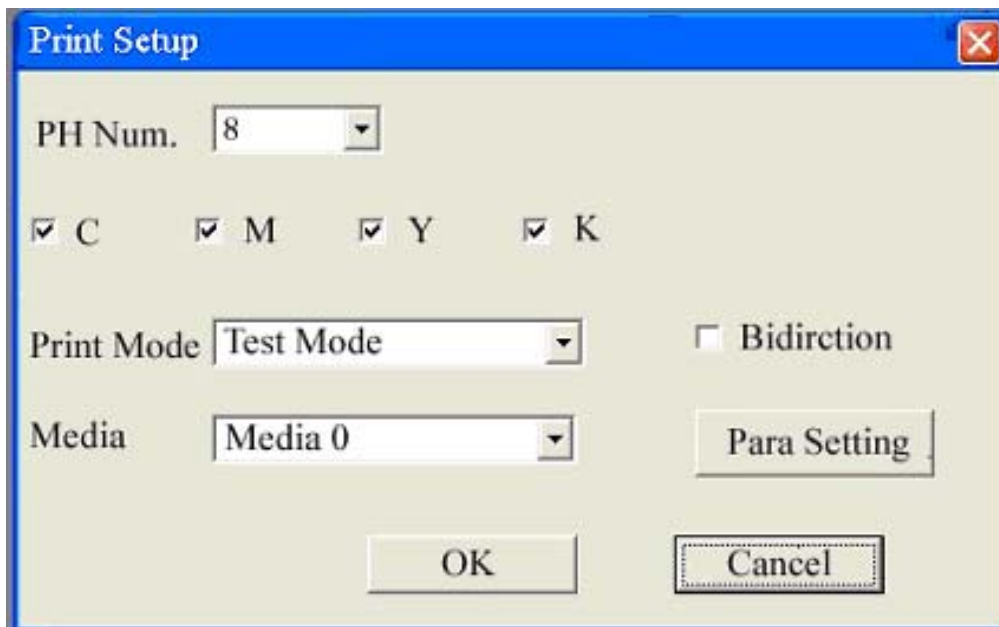 Print Setup
PH Num. 8
C M Y K
Print Mode Test Mode Bidirction
Media Media 0 Para Setting
OK Cancel